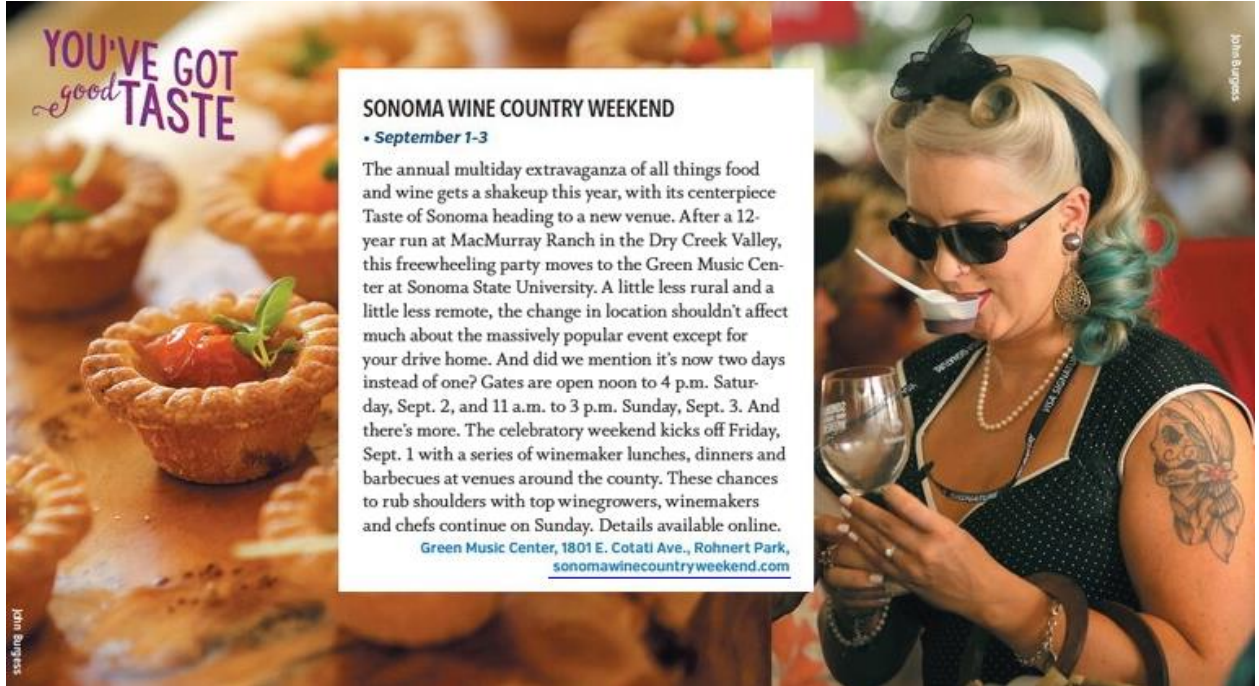 YOU'VE GOT
good TASTE
SONOMA WINE COUNTRY WEEKEND
• September 1-3
The annual multiday extravaganza of all things food
and wine gets a shakeup this year, with its centerpiece
Taste of Sonoma heading to a new venue. After a 12-
year run at MacMurray Ranch in the Dry Creek Valley,
this freewheeling party moves to the Green Music Cen-
ter at Sonoma State University. A little less rural and a
little less remote, the change in location shouldn't affect
much about the massively popular event except for
your drive home. And did we mention it's now two days
instead of one? Gates are open noon to 4 p.m. Satur-
day, Sept. 2, and 11 a.m. to 3 p.m. Sunday, Sept. 3. And
there's more. The celebratory weekend kicks off Friday,
Sept. 1 with a series of winemaker lunches, dinners and
barbecues at venues around the county. These chances
to rub shoulders with top winegrowers, winemakers
and chefs continue on Sunday. Details available online.
Green Music Center, 1801 E. Cotati Ave., Rohnert Park,
sonomawinecountryweekend.com
John Burgess
John Burgess
VISA SIGNATURE